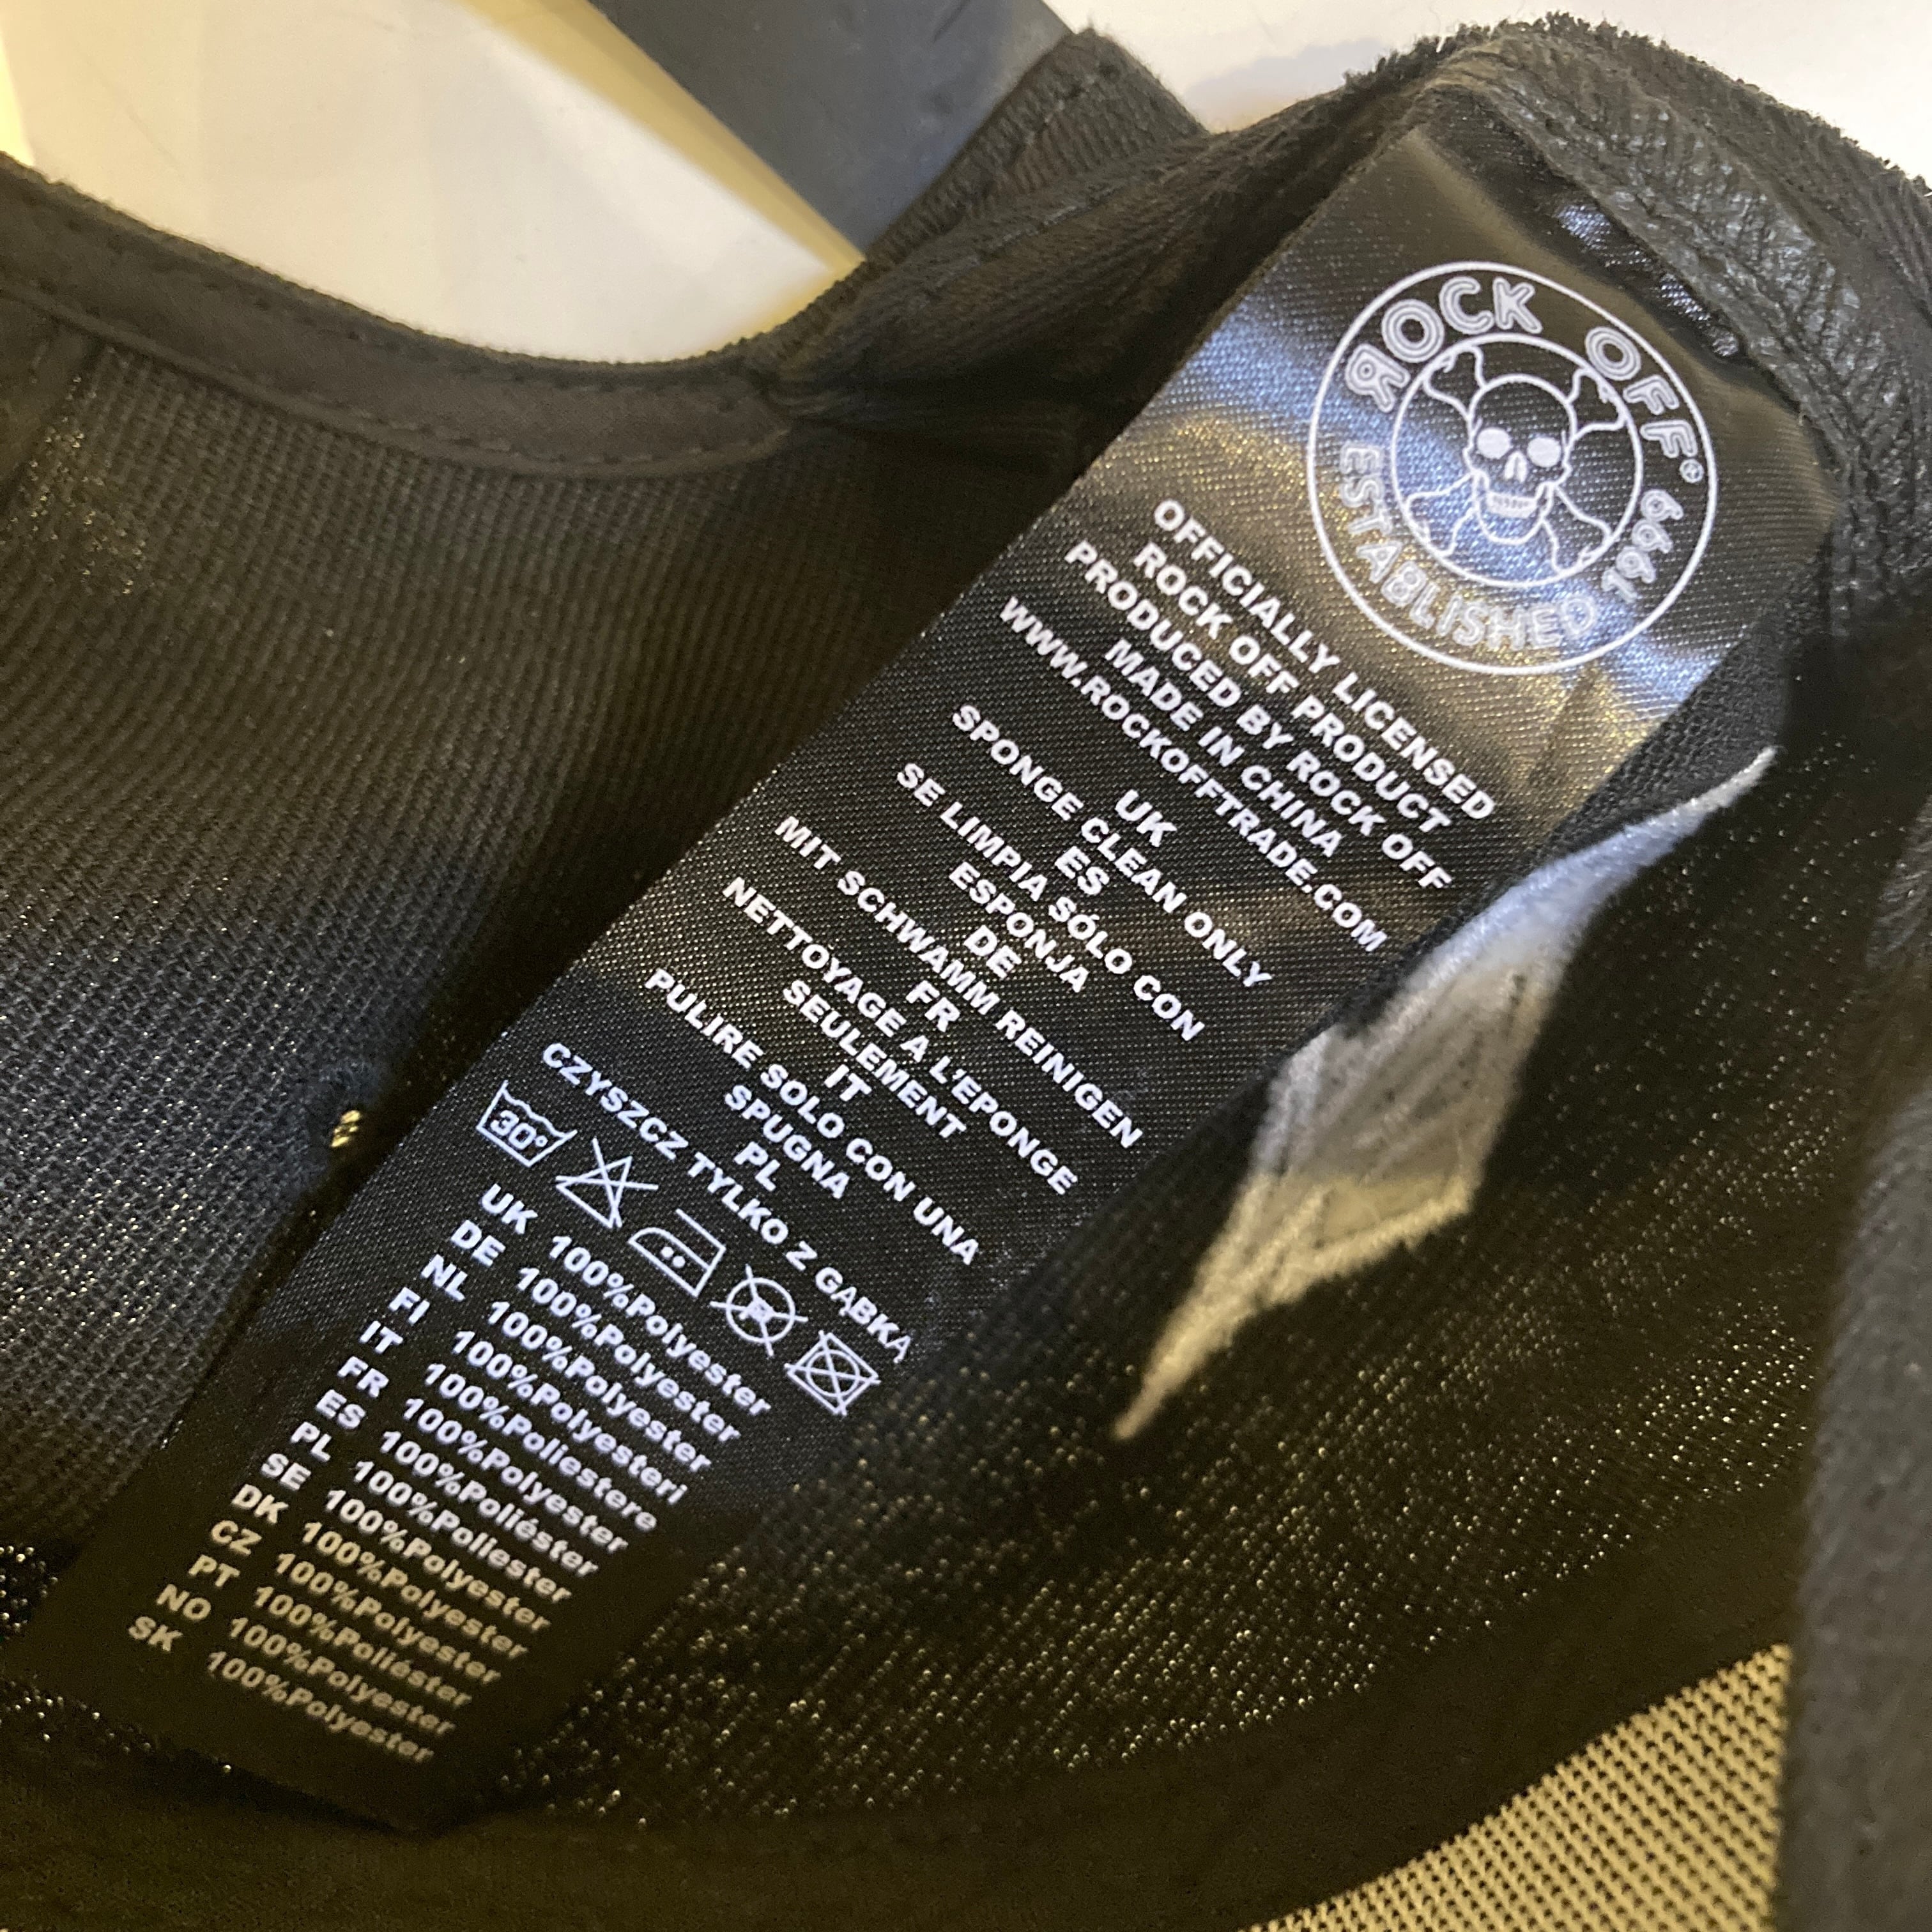 ROCK OFF®
ESTABLISHED 1996
OFFICIALLY LICENSED
ROCK OFF PRODUCT
PRODUCED BY ROCK OFF
MADE IN CHINA
WWW.ROCKOFFTRADE.COM
UK
SPONGE CLEAN ONLY
ES
SE LIMPIA SÓLO CON
ESPONJA
DE
MIT SCHWAMM REINIGEN
FR
NETTOYAGE A L'EPONGE
SEULEMENT
IT
PULIRE SOLO CON UNA
SPUGNA
PL
CZYSZCZ TYLKO Z GĄBKĄ
30°
UK 100%Polyester
DE 100%Polyester
NL 100%Polyester
FI 100%Polyesteri
IT 100%Poliestere
FR 100%Polyester
ES 100%Poliéster
PL 100%Poliester
SE 100%Polyester
DK 100%Polyester
CZ 100%Polyester
PT 100%Poliéster
NO 100%Polyester
SK 100%Polyester